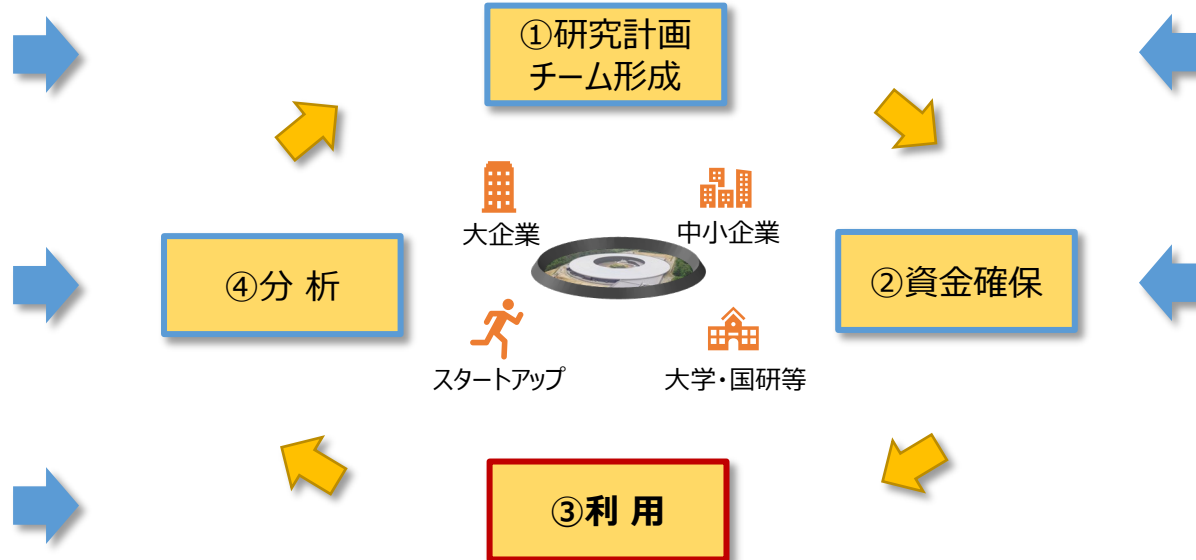 ①研究計画
チーム形成
大企業
中小企業
④分 析
②資金確保
スタートアップ
大学・国研等
③利 用